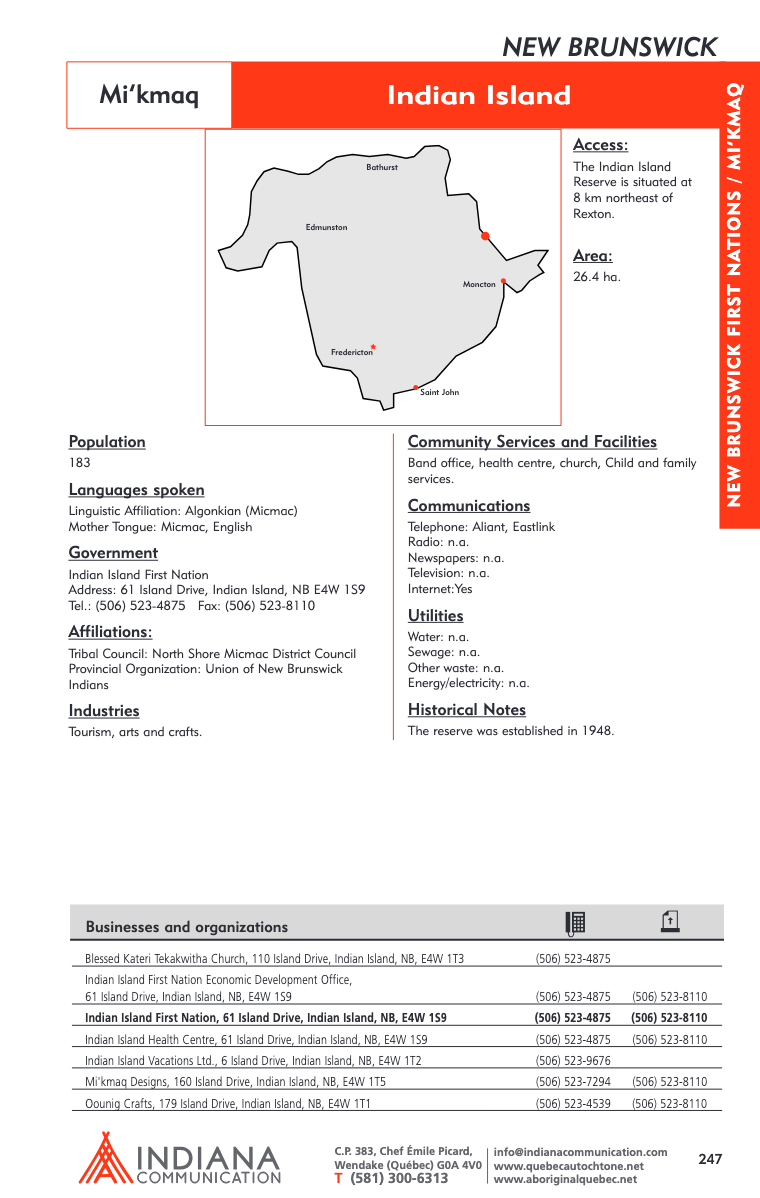 NEW BRUNSWICK
Mi'kmaq
Indian Island
NEW BRUNSWICK FIRST NATIONS / MI'KMAQ
Bathurst
Edmunston
Moncton
Fredericton
Saint John
Access:
The Indian Island
Reserve is situated at
8 km northeast of
Rexton.
Area:
26.4 ha.
Population
183
Languages spoken
Linguistic Affiliation: Algonkian (Micmac)
Mother Tongue: Micmac, English
Government
Indian Island First Nation
Address: 61 Island Drive, Indian Island, NB E4W 1S9
Tel.: (506) 523-4875 Fax: (506) 523-8110
Affiliations:
Tribal Council: North Shore Micmac District Council
Provincial Organization: Union of New Brunswick
Indians
Industries
Tourism, arts and crafts.
Community Services and Facilities
Band office, health centre, church, Child and family
services.
Communications
Telephone: Aliant, Eastlink
Radio: n.a.
Newspapers: n.a.
Television: n.a.
Internet:Yes
Utilities
Water: n.a.
Sewage: n.a.
Other waste: n.a.
Energy/electricity: n.a.
Historical Notes
The reserve was established in 1948.
Businesses and organizations
Blessed Kateri Tekakwitha Church, 110 Island Drive, Indian Island, NB, E4W 1T3 (506) 523-4875
Indian Island First Nation Economic Development Office,
61 Island Drive, Indian Island, NB, E4W 1S9 (506) 523-4875 (506) 523-8110
Indian Island First Nation, 61 Island Drive, Indian Island, NB, E4W 1S9 (506) 523-4875 (506) 523-8110
Indian Island Health Centre, 61 Island Drive, Indian Island, NB, E4W 1S9 (506) 523-4875 (506) 523-8110
Indian Island Vacations Ltd., 6 Island Drive, Indian Island, NB, E4W 1T2 (506) 523-9676
Mi'kmaq Designs, 160 Island Drive, Indian Island, NB, E4W 1T5 (506) 523-7294 (506) 523-8110
Oounig Crafts, 179 Island Drive, Indian Island, NB, E4W 1T1 (506) 523-4539 (506) 523-8110
INDIANA
COMMUNICATION
C.P. 383, Chef Émile Picard,
Wendake (Québec) G0A 4V0
T (581) 300-6313
info@indianacommunication.com
www.quebecautochtone.net
www.aboriginalquebec.net
247